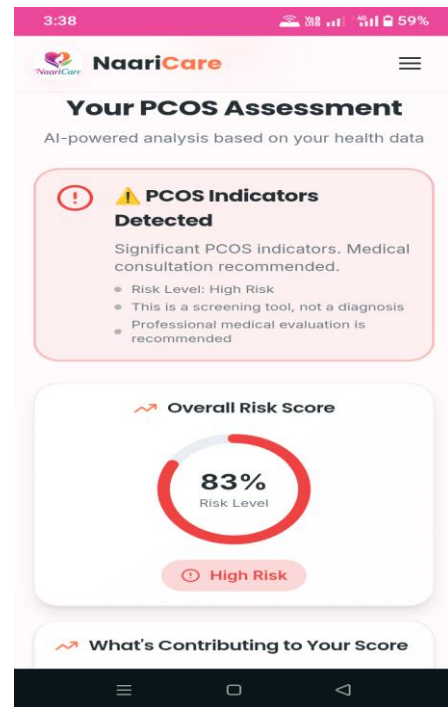 3:38
4G
59%
NaariCare
NaariCare
Your PCOS Assessment
AI-powered analysis based on your health data
⚠️ PCOS Indicators
Detected
Significant PCOS indicators. Medical
consultation recommended.
Risk Level: High Risk
This is a screening tool, not a diagnosis
Professional medical evaluation is
recommended
Overall Risk Score
83%
Risk Level
High Risk
What's Contributing to Your Score